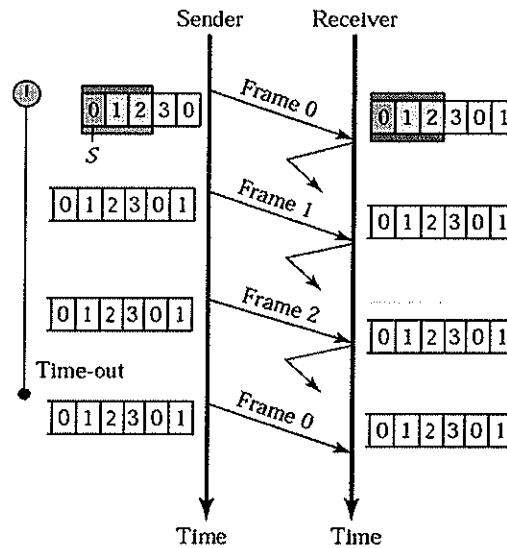 Sender Receiver
Frame 0
0 1 2 3 0
0 1 2 3 0 1
S
Frame 1
0 1 2 3 0 1
0 1 2 3 0 1
Frame 2
0 1 2 3 0 1
0 1 2 3 0 1
Time-out
Frame 0
0 1 2 3 0 1
0 1 2 3 0 1
Time Time